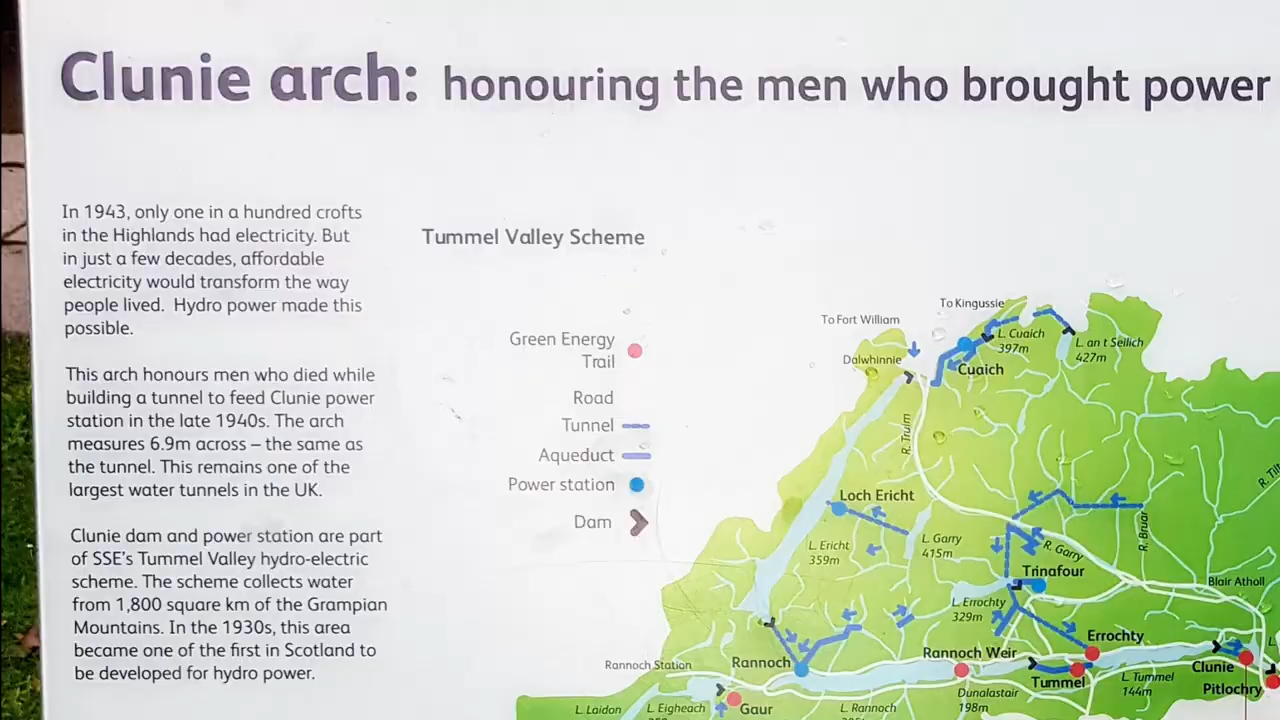 Clunie arch: honouring the men who brought power
In 1943, only one in a hundred crofts
in the Highlands had electricity. But
in just a few decades, affordable
electricity would transform the way
people lived. Hydro power made this
possible.
This arch honours men who died while
building a tunnel to feed Clunie power
station in the late 1940s. The arch
measures 6.9m across – the same as
the tunnel. This remains one of the
largest water tunnels in the UK.
Clunie dam and power station are part
of SSE's Tummel Valley hydro-electric
scheme. The scheme collects water
from 1,800 square km of the Grampian
Mountains. In the 1930s, this area
became one of the first in Scotland to
be developed for hydro power.
Tummel Valley Scheme
Green Energy
Trail
Road
Tunnel
Aqueduct
Power station
Dam
To Kingussie
To Fort William
L. Cuaich
397m
L. an t Seilich
427m
Dalwhinnie
Cuaich
R. Truim
R. Till
Loch Ericht
L. Ericht
359m
L. Garry
415m
R. Garry
R. Bruar
Trinafour
Blair Atholl
L. Errochty
329m
Errochty
Rannoch Station
Rannoch
Rannoch Weir
Tummel
L. Tummel
144m
Clunie
Pitlochry
Dunalastair
198m
L. Laidon
L. Eigheach
Gaur
L. Rannoch